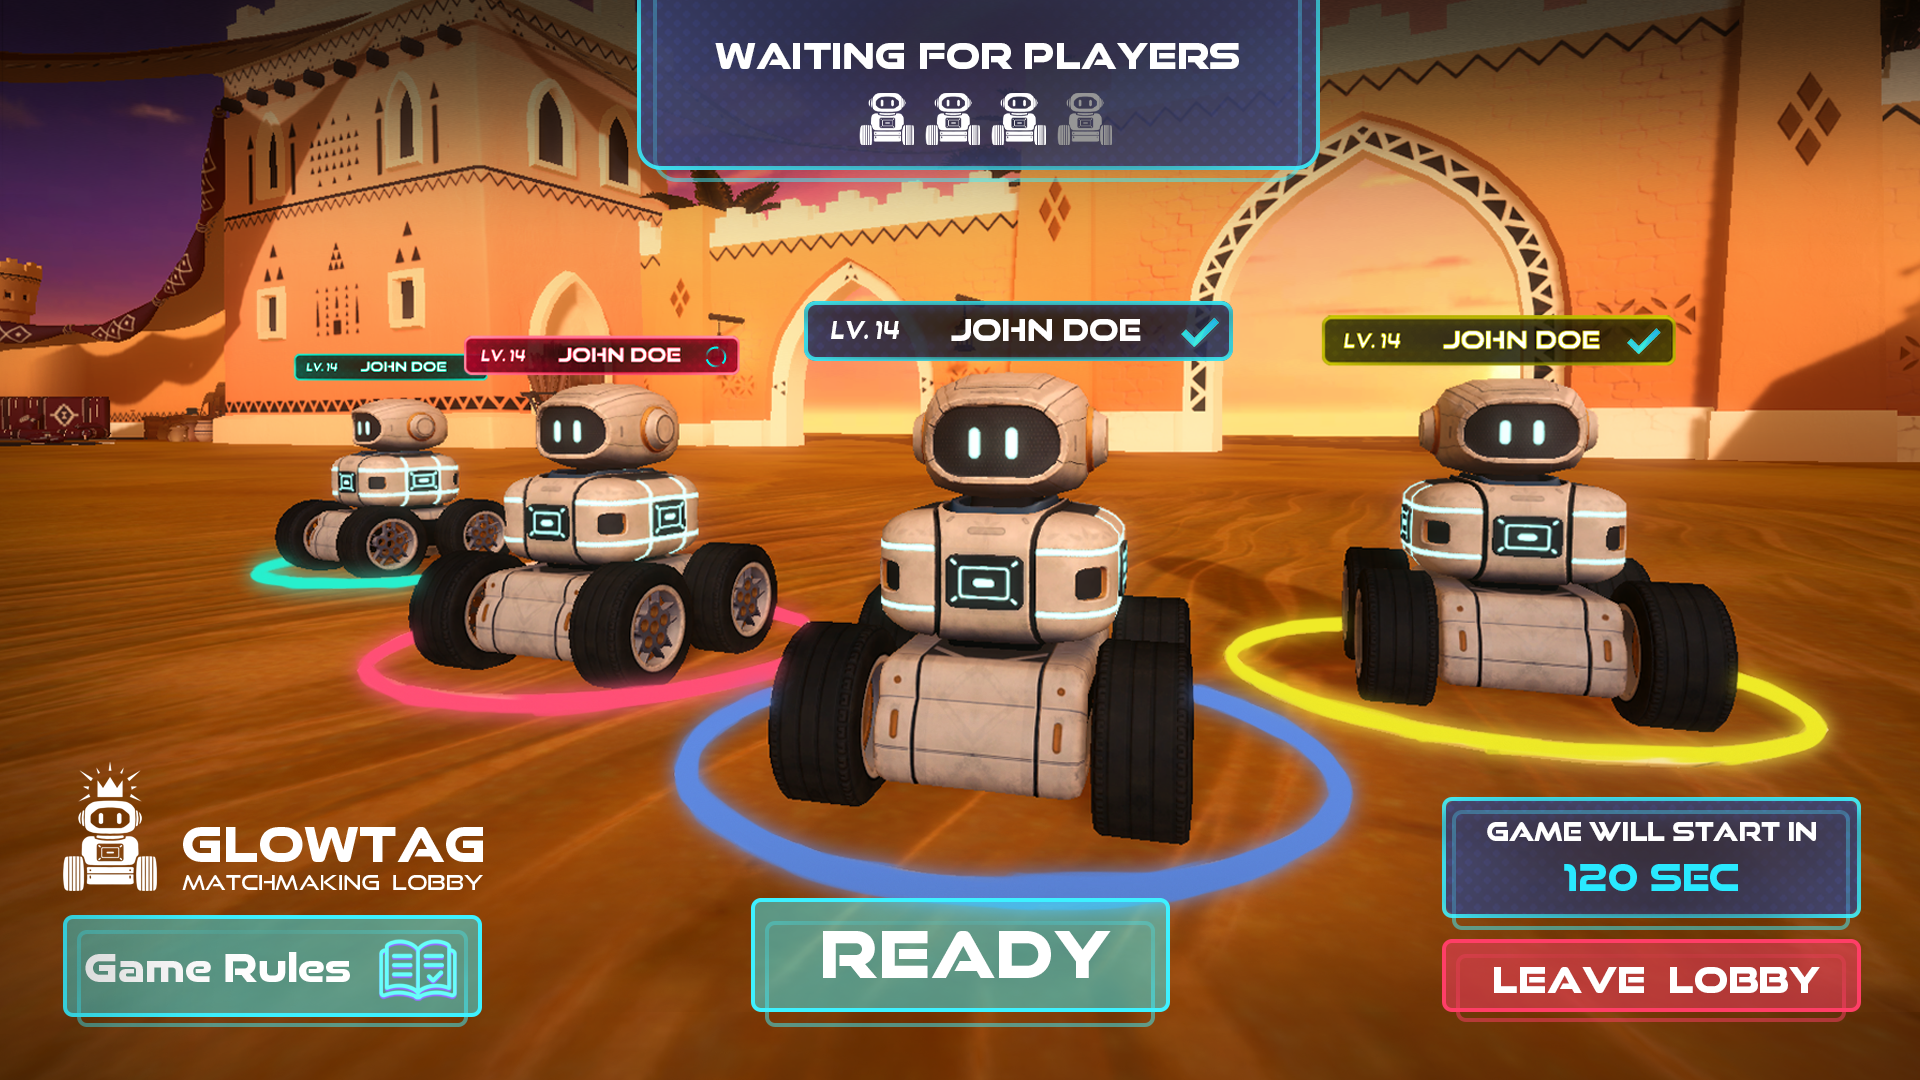 WAITING FOR PLAYERS
LV. 14 JOHN DOE
LV. 14 JOHN DOE
LV. 14 JOHN DOE
LV. 14 JOHN DOE
GLOWTAG
MATCHMAKING LOBBY
Game Rules
READY
GAME WILL START IN
120 SEC
LEAVE LOBBY